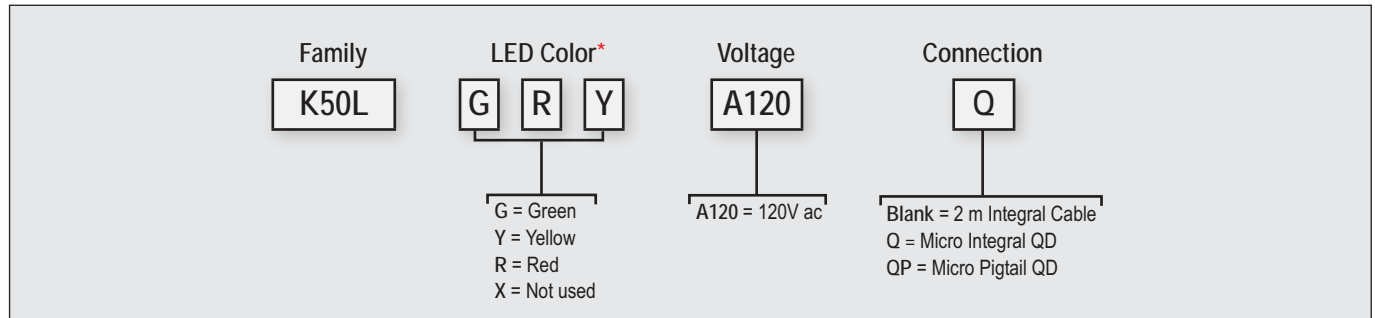 Family LED Color* Voltage Connection
K50L G R Y A120 Q
G = Green
Y = Yellow
R = Red
X = Not used
A120 = 120V ac
Blank = 2 m Integral Cable
Q = Micro Integral QD
QP = Micro Pigtail QD